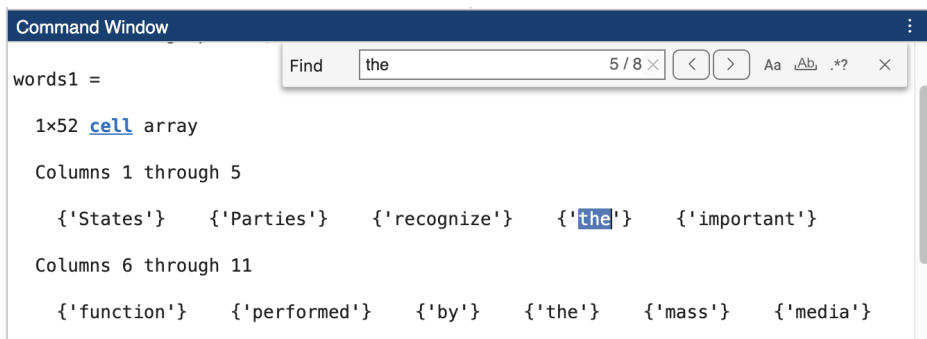 Command Window
Find the 5 / 8 Aa Ab .*?
words1 =
1×52 cell array
Columns 1 through 5
{'States'} {'Parties'} {'recognize'} {'the'} {'important'}
Columns 6 through 11
{'function'} {'performed'} {'by'} {'the'} {'mass'} {'media'}